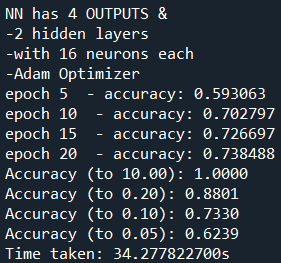 NN has 4 OUTPUTS &
-2 hidden layers
-with 16 neurons each
-Adam Optimizer
epoch 5  - accuracy: 0.593063
epoch 10  - accuracy: 0.702797
epoch 15  - accuracy: 0.726697
epoch 20  - accuracy: 0.738488
Accuracy (to 10.00): 1.0000
Accuracy (to 0.20): 0.8801
Accuracy (to 0.10): 0.7330
Accuracy (to 0.05): 0.6239
Time taken: 34.277822700s